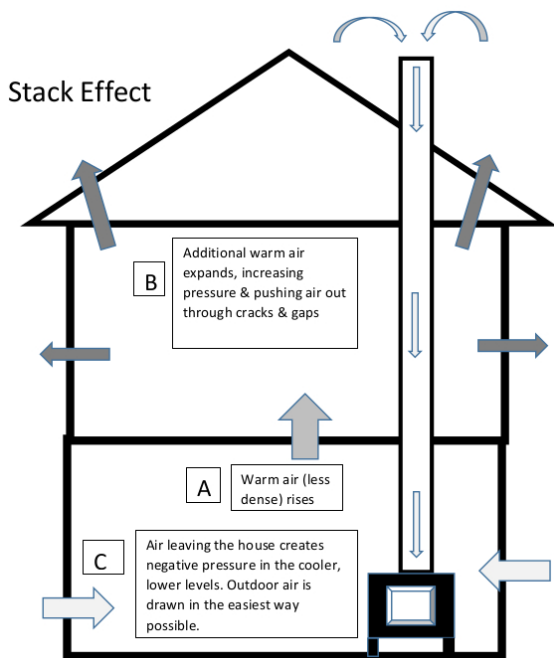 Stack Effect
B
Additional warm air
expands, increasing
pressure & pushing air out
through cracks & gaps
A
Warm air (less
dense) rises
C
Air leaving the house creates
negative pressure in the cooler,
lower levels. Outdoor air is
drawn in the easiest way
possible.